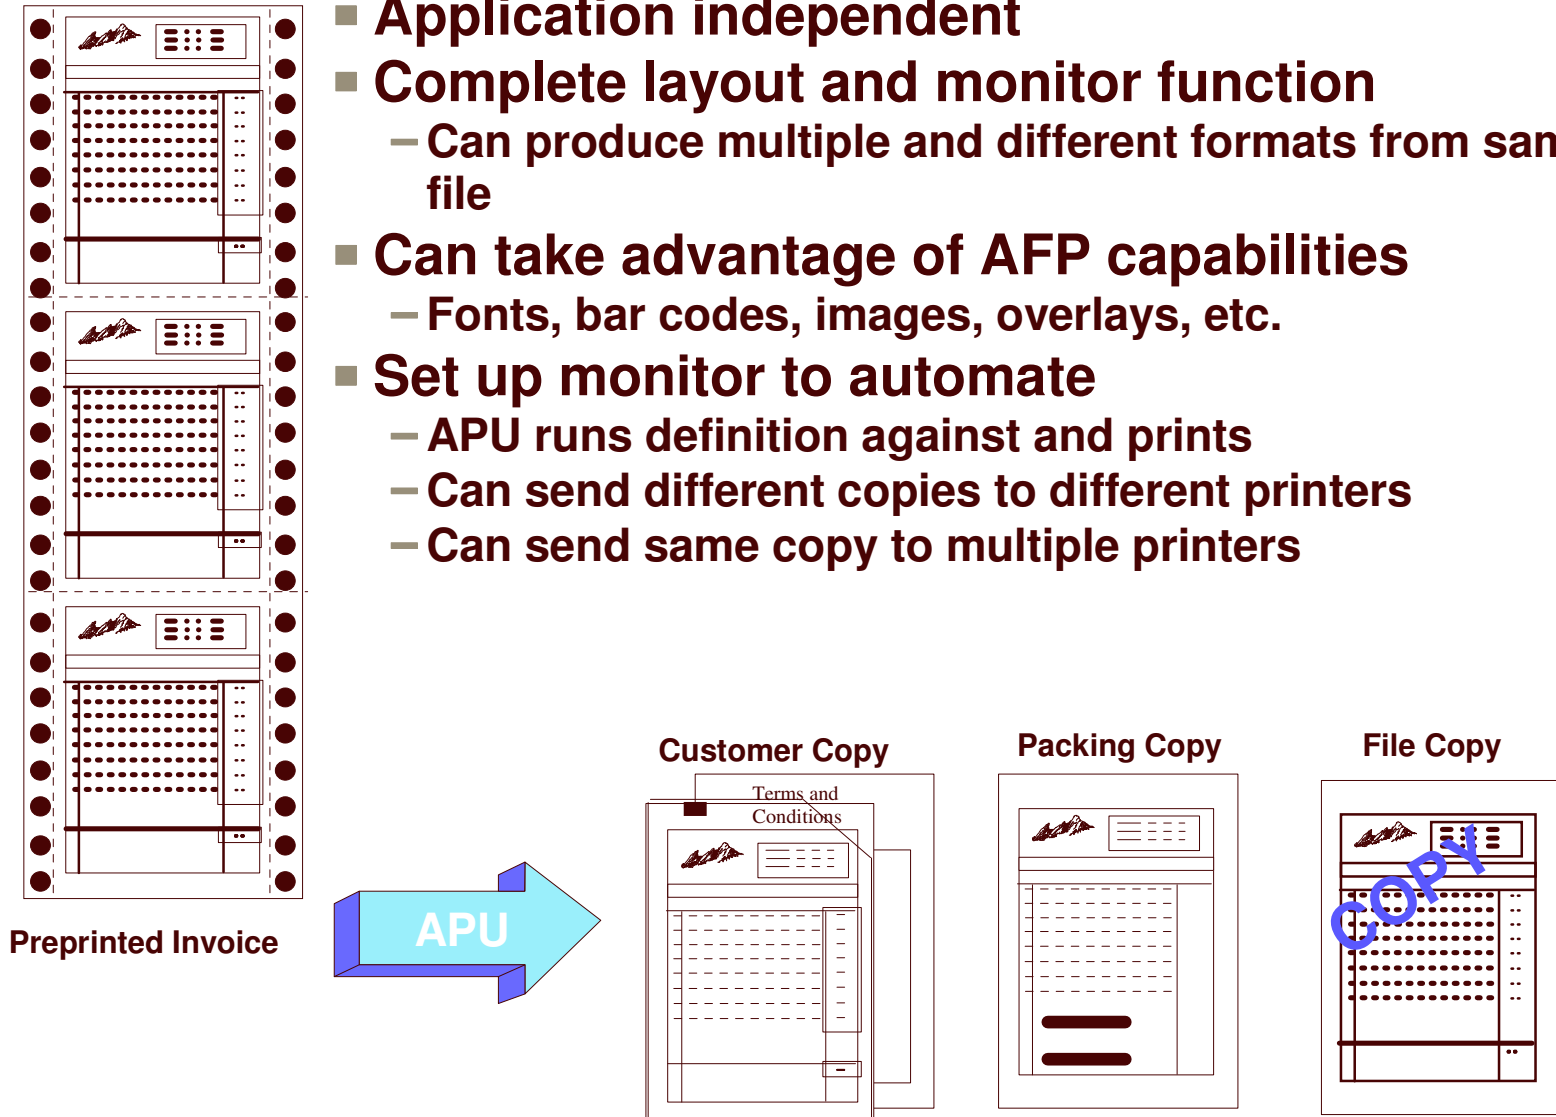 Application independent
Complete layout and monitor function
– Can produce multiple and different formats from
file
Can take advantage of AFP capabilities
– Fonts, bar codes, images, overlays, etc.
Set up monitor to automate
– APU runs definition against and prints
– Can send different copies to different printers
– Can send same copy to multiple printers
Customer Copy
Packing Copy
File Copy
Terms and
Conditions
COPY
APU
Preprinted Invoice